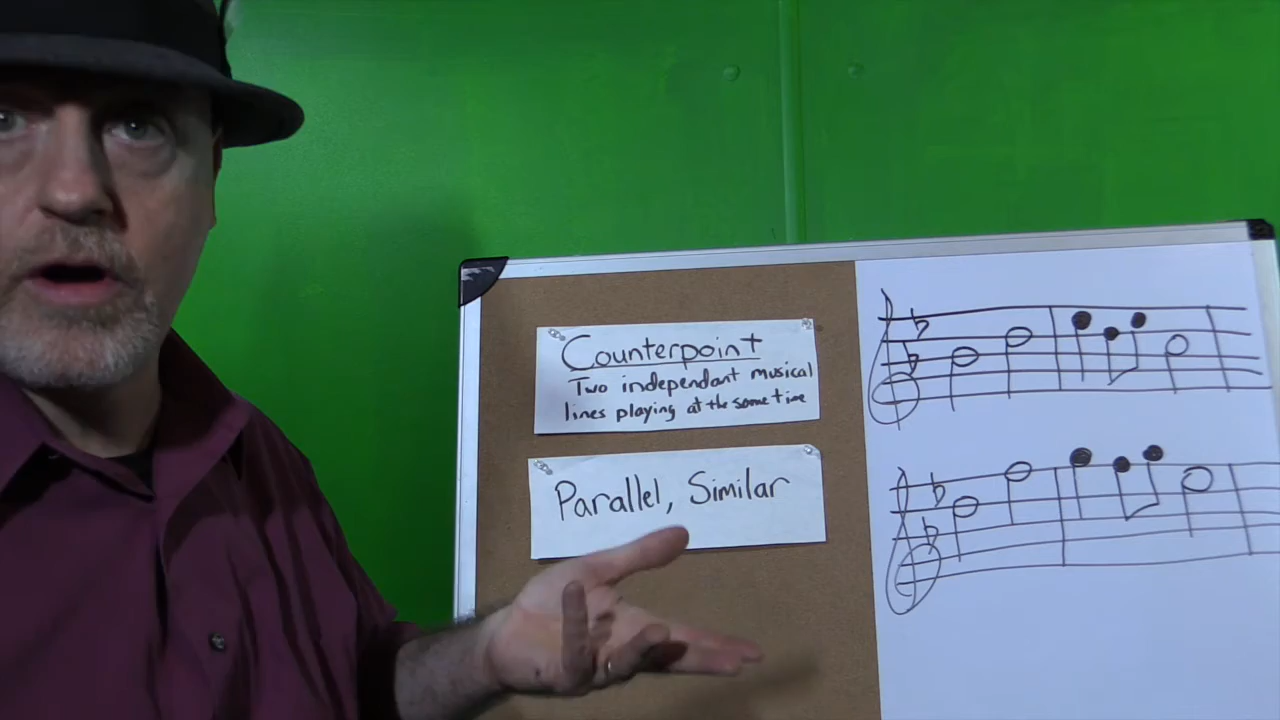 Counterpoint
Two independant musical
lines playing at the same time
Parallel, Similar